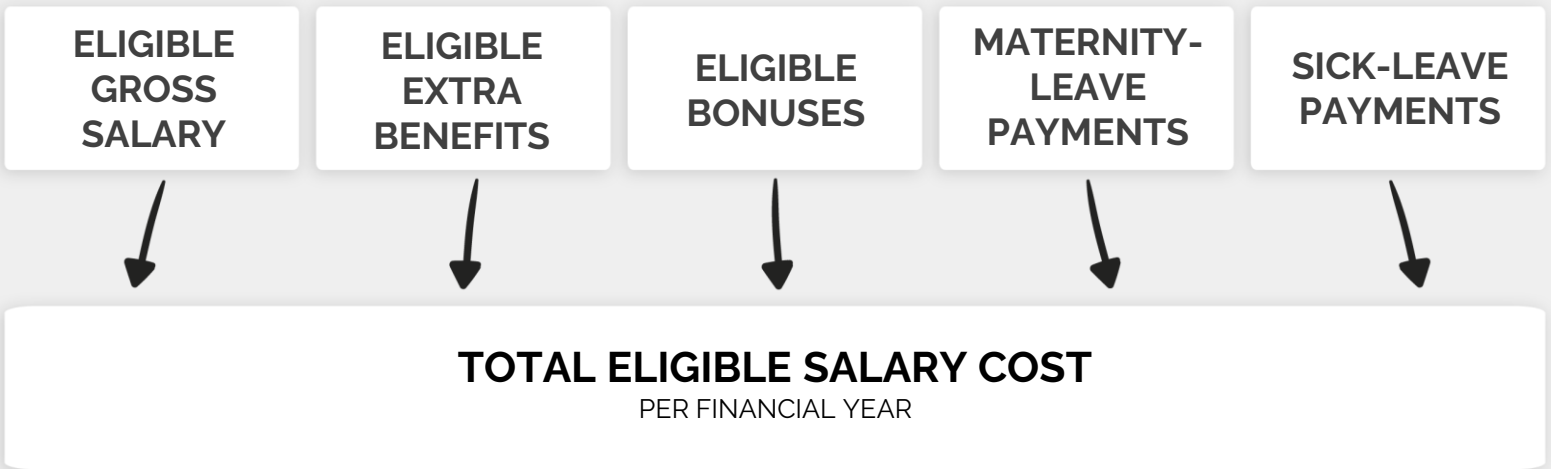 ELIGIBLE
GROSS
SALARY
ELIGIBLE
EXTRA
BENEFITS
ELIGIBLE
BONUSES
MATERNITY-
LEAVE
PAYMENTS
SICK-LEAVE
PAYMENTS
TOTAL ELIGIBLE SALARY COST
PER FINANCIAL YEAR